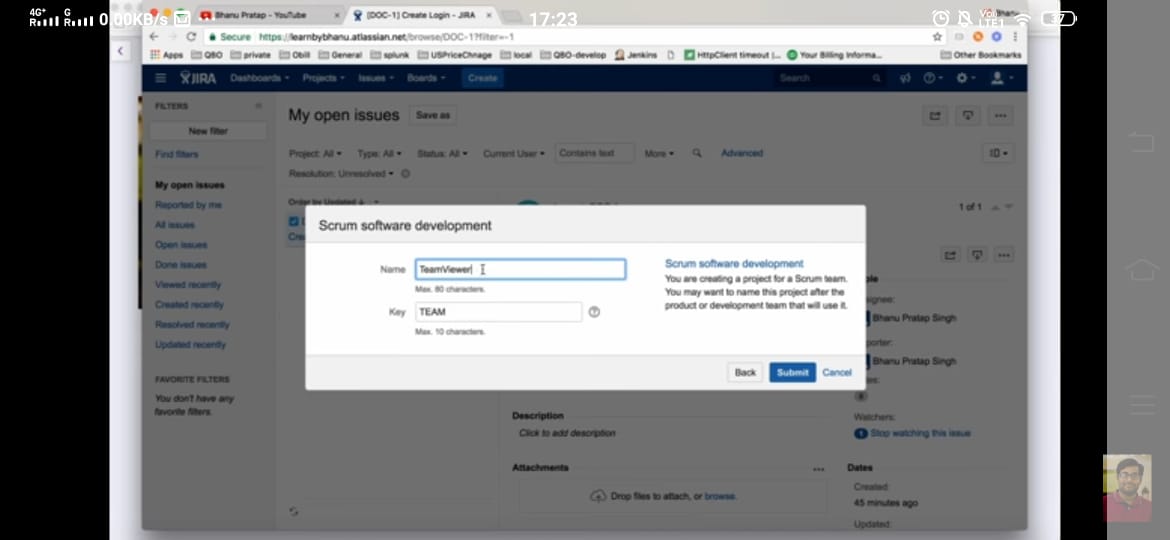 4G+ G 0.00KB/s 17:23 Vo) LTE1 37
Bhanu Pratap - YouTube × [DOC-1] Create Login - JIRA × Bhanu
Secure https://learnbybhanu.atlassian.net/browse/DOC-1?filter=-1
Apps QBO private Obill General splunk USPriceChnage local QBO-develop Jenkins HttpClient timeout |... Your Billing Informa... Other Bookmarks
JIRA Dashboards Projects Issues Boards Create Search
FILTERS
New filter
Find filters
My open issues
Reported by me
All issues
Open issues
Done issues
Viewed recently
Created recently
Resolved recently
Updated recently
FAVORITE FILTERS
You don't have any
favorite filters.
My open issues Save as
Project: All Type: All Status: All Current User Contains text More Advanced
Resolution: Unresolved
Order by Updated
1 of 1
Scrum software development
Name TeamViewer
Max. 80 characters.
Key TEAM
Max. 10 characters.
Scrum software development
You are creating a project for a Scrum team.
You may want to name this project after the
product or development team that will use it.
Back Submit Cancel
ple
signee:
Bhanu Pratap Singh
porter:
Bhanu Pratap Singh
tes:
0
Watchers:
1 Stop watching this issue
Description
Click to add description
Attachments
Drop files to attach, or browse.
Dates
Created:
45 minutes ago
Updated: